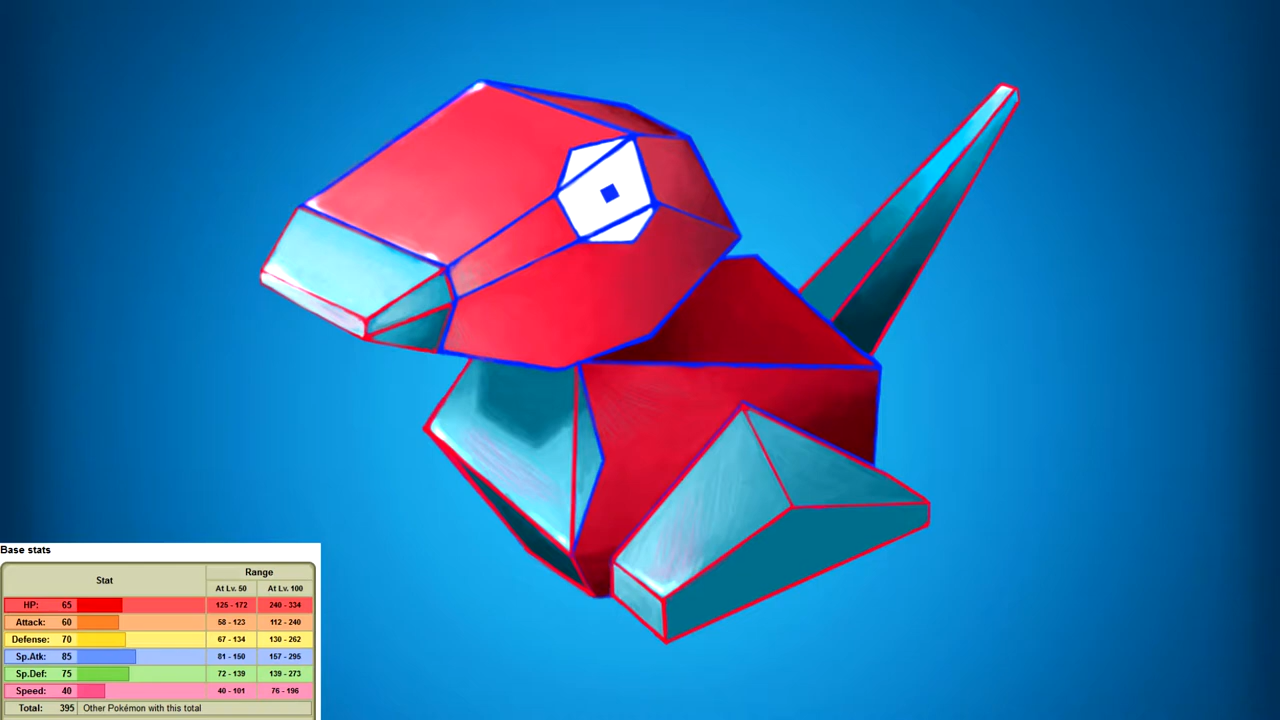 Base stats
Stat Range
At Lv. 50 At Lv. 100
HP: 65 125 - 172 240 - 334
Attack: 60 58 - 123 112 - 240
Defense: 70 67 - 134 130 - 262
Sp.Atk: 85 81 - 150 157 - 295
Sp.Def: 75 72 - 139 139 - 273
Speed: 40 40 - 101 76 - 196
Total: 395 Other Pokémon with this total